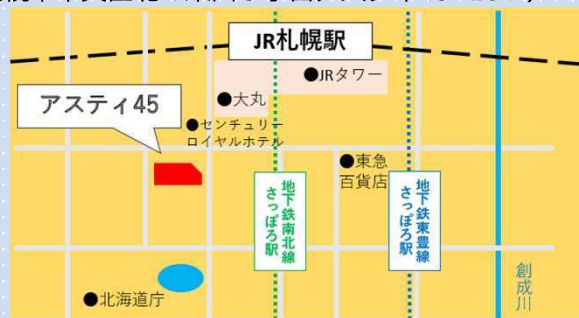 JR札幌駅
●JRタワー
●大丸
アスティ45
●センチュリー
ロイヤルホテル
●東急
百貨店
地下鉄南北線
さっぽろ駅
地下鉄東豊線
さっぽろ駅
創成川
●北海道庁